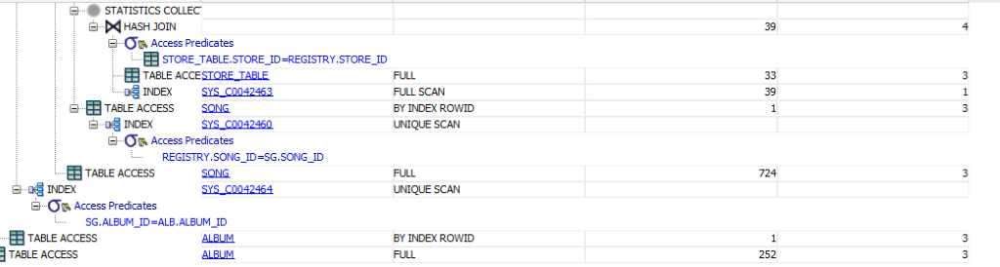 STATISTICS COLLECT
HASH JOIN 39 4
Access Predicates
STORE_TABLE.STORE_ID=REGISTRY.STORE_ID
TABLE ACCE STORE_TABLE FULL 33 3
INDEX SYS_C0042463 FULL SCAN 39 1
TABLE ACCESS SONG BY INDEX ROWID 1 3
INDEX SYS_C0042460 UNIQUE SCAN
Access Predicates
REGISTRY.SONG_ID=SG.SONG_ID
TABLE ACCESS SONG FULL 724 3
INDEX SYS_C0042464 UNIQUE SCAN
Access Predicates
SG.ALBUM_ID=ALB.ALBUM_ID
TABLE ACCESS ALBUM BY INDEX ROWID 1 3
TABLE ACCESS ALBUM FULL 252 3